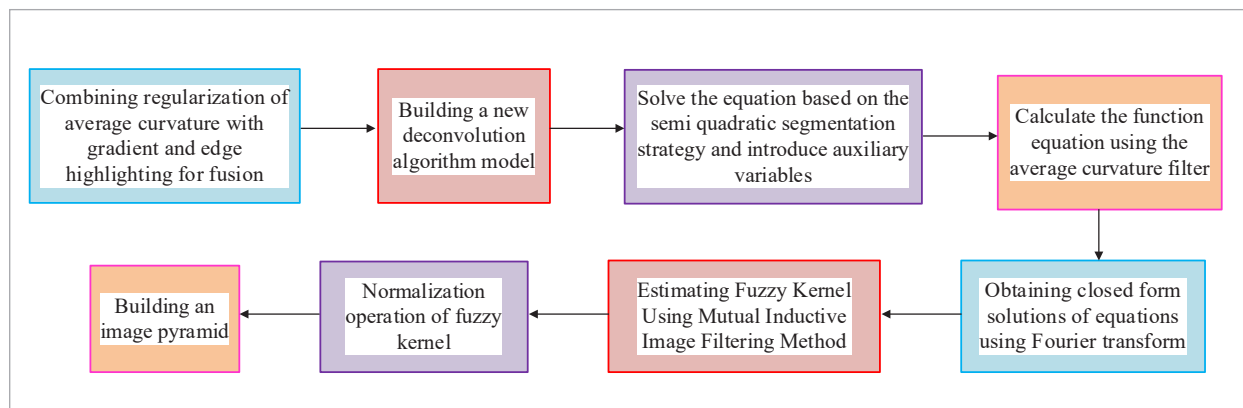 Combining regularization of
average curvature with
gradient and edge
highlighting for fusion
Building a new
deconvolution
algorithm model
Solve the equation based on the
semi quadratic segmentation
strategy and introduce auxiliary
variables
Calculate the function
equation using the
average curvature filter
Obtaining closed form
solutions of equations
using Fourier transform
Estimating Fuzzy Kernel
Using Mutual Inductive
Image Filtering Method
Normalization
operation of fuzzy
kernel
Building an
image pyramid